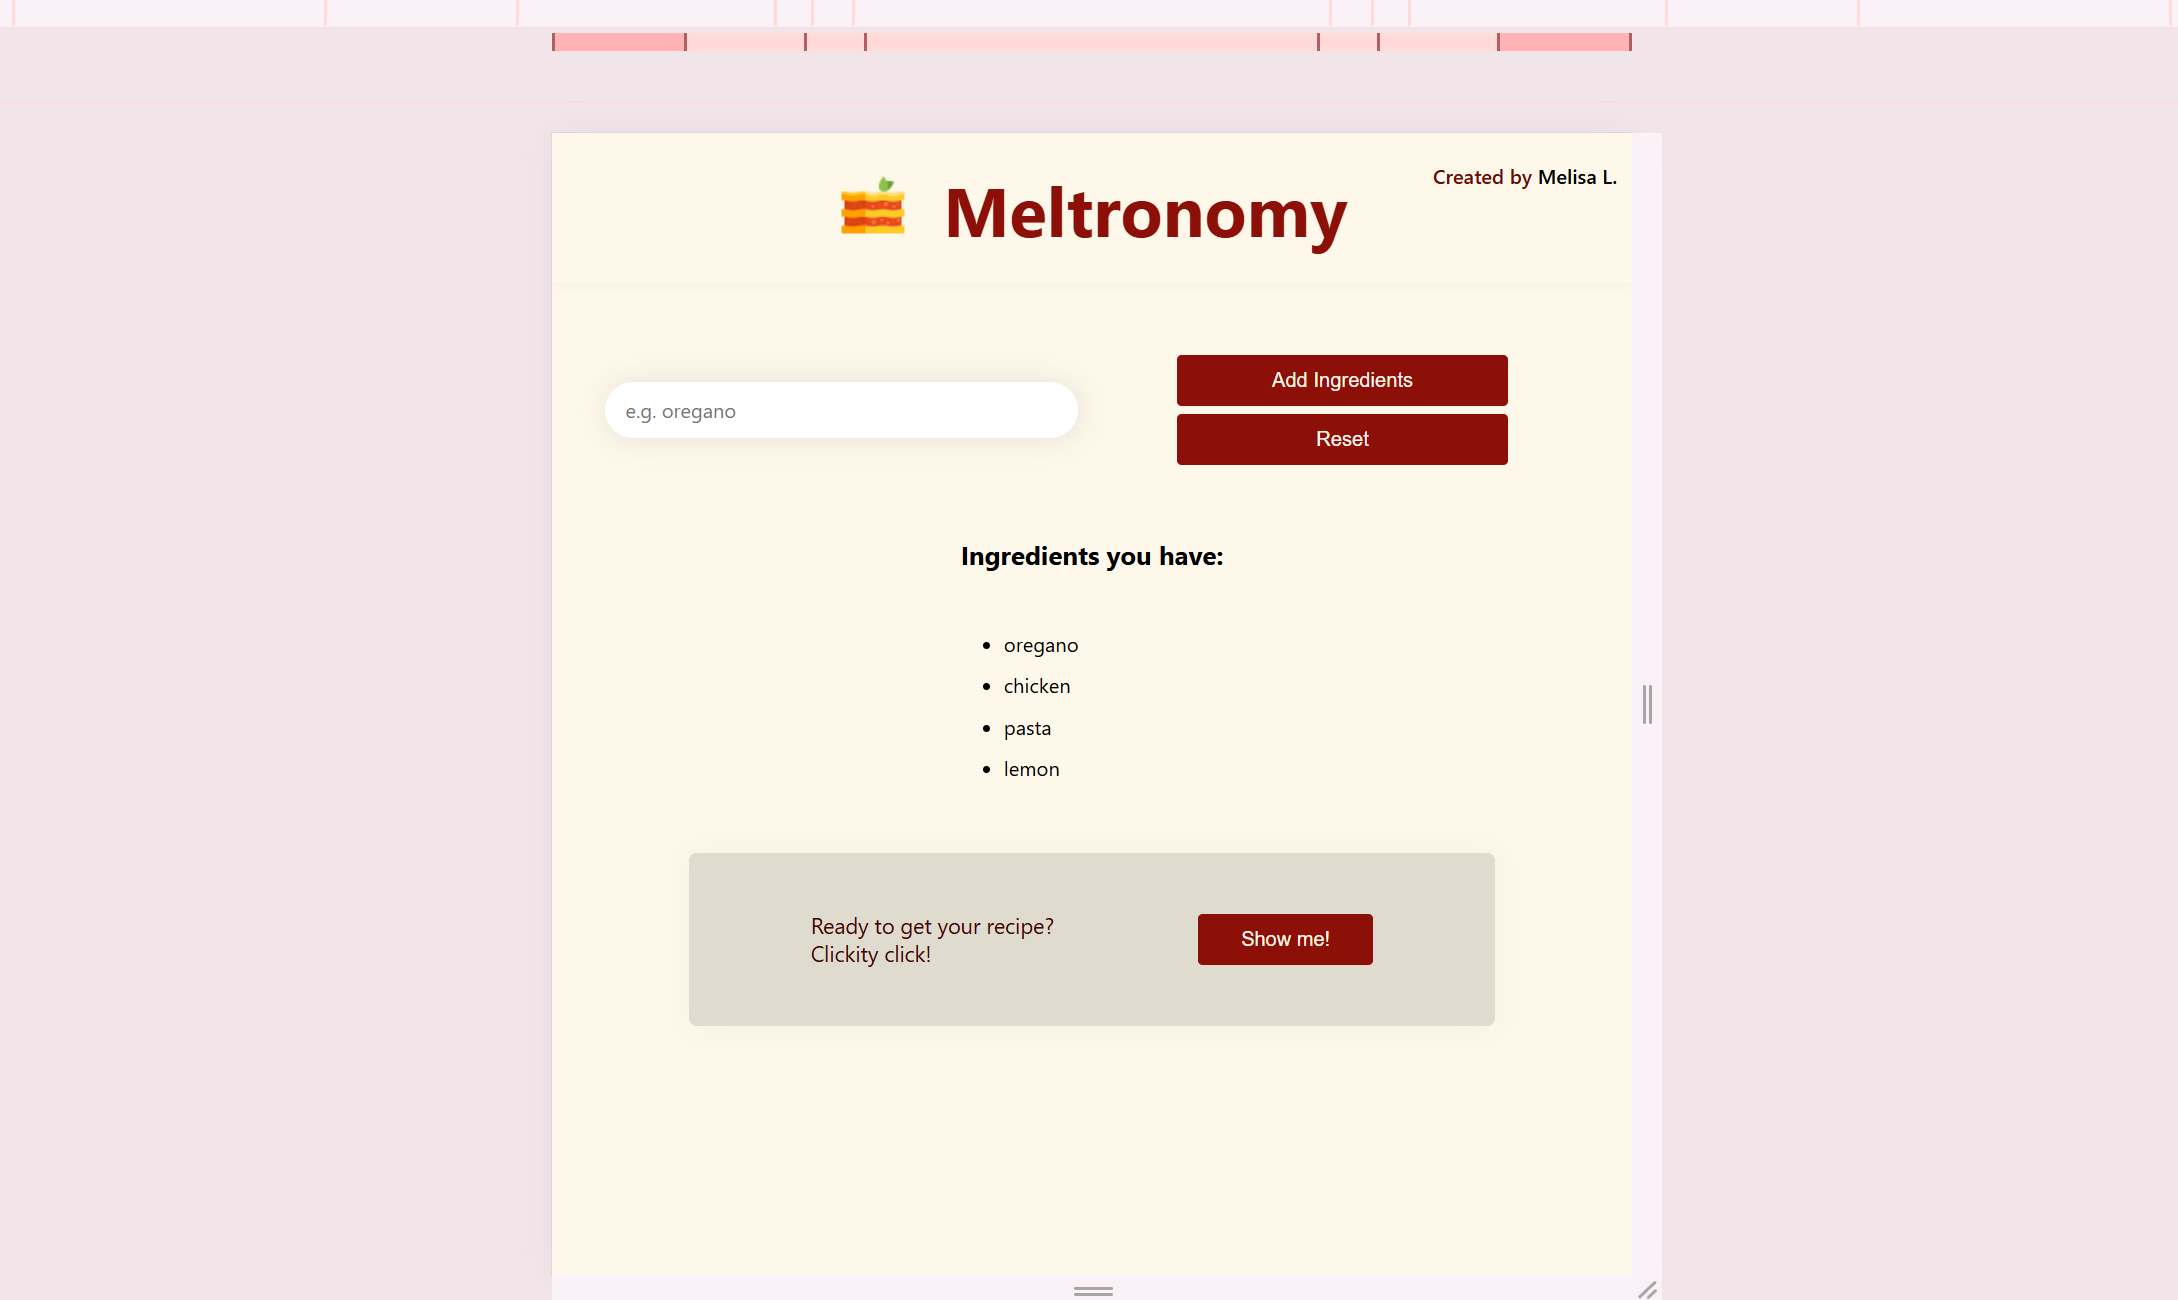 Meltronomy
Created by Melisa L.
e.g. oregano
Add Ingredients
Reset
Ingredients you have:
oregano
chicken
pasta
lemon
Ready to get your recipe?
Clickity click!
Show me!